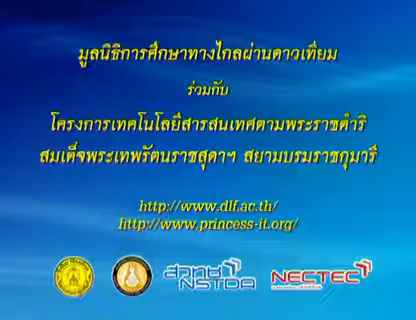 มูลนิธิการศึกษาทางไกลผ่านดาวเทียม
ร่วมกับ
โครงการเทคโนโลยีสารสนเทศตามพระราชดำริ
สมเด็จพระเทพรัตนราชสุดาฯ สยามบรมราชกุมารี
http://www.dlf.ac.th/
http://www.princess-it.org/
สวทช
NSTDA
NECTEC